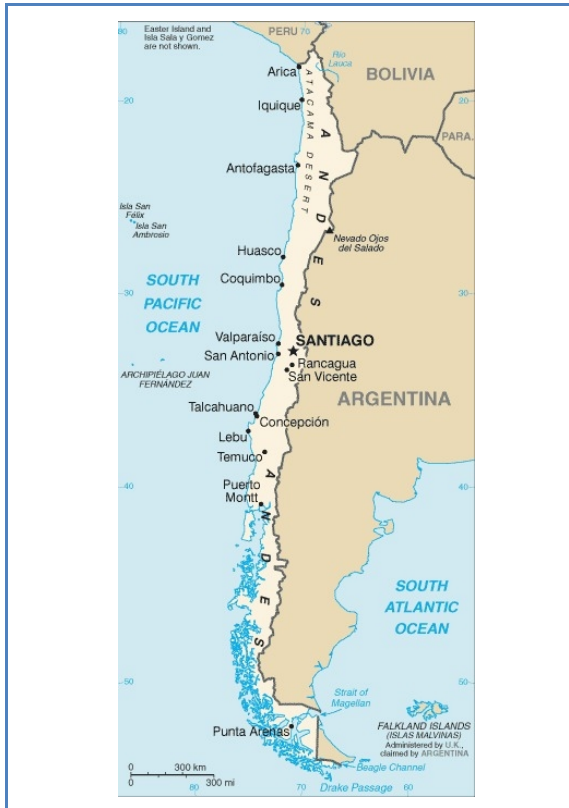 Easter Island and
Isla Sala y Gomez
are not shown.
80
70
PERU
Río
Lauca
BOLIVIA
Arica
20
20
Iquique
PARA.
ATACAMA DESERT
ANDES
Antofagasta
Isla San
Félix
Isla San
Ambrosio
Nevado Ojos
del Salado
Huasco
SOUTH
PACIFIC
OCEAN
Coquimbo
30
30
Valparaíso
SANTIAGO
San Antonio
Rancagua
San Vicente
ARCHIPIÉLAGO JUAN
FERNÁNDEZ
ARGENTINA
Talcahuano
Concepción
Lebu
Temuco
40
40
Puerto
Montt
ANDES
SOUTH
ATLANTIC
OCEAN
50
50
Strait of
Magellan
Punta Arenas
FALKLAND ISLANDS
(ISLAS MALVINAS)
Administered by U.K.,
claimed by ARGENTINA
Beagle Channel
0 300 km
0 300 mi
80
Drake Passage
60